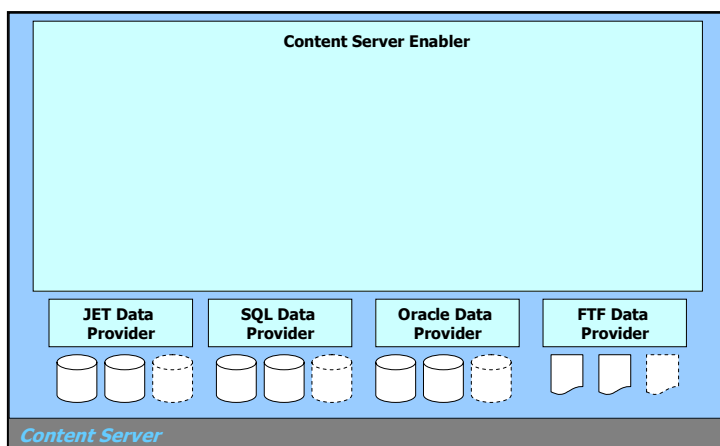 Content Server Enabler
JET Data
Provider
SQL Data
Provider
Oracle Data
Provider
FTF Data
Provider
Content Server